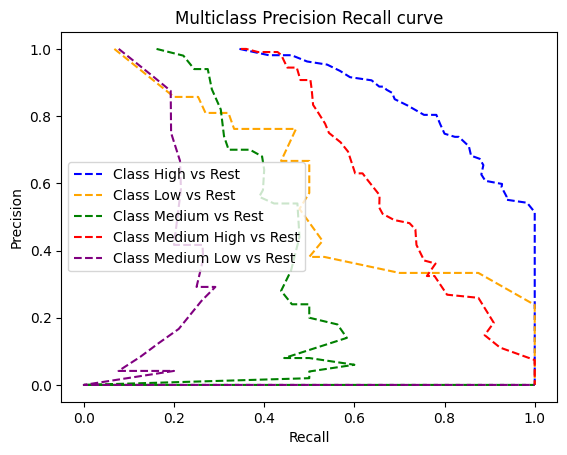 Multiclass Precision Recall curve
Precision
1.0
0.8
0.6
0.4
0.2
0.0
Class High vs Rest
Class Low vs Rest
Class Medium vs Rest
Class Medium High vs Rest
Class Medium Low vs Rest
0.0 0.2 0.4 0.6 0.8 1.0
Recall